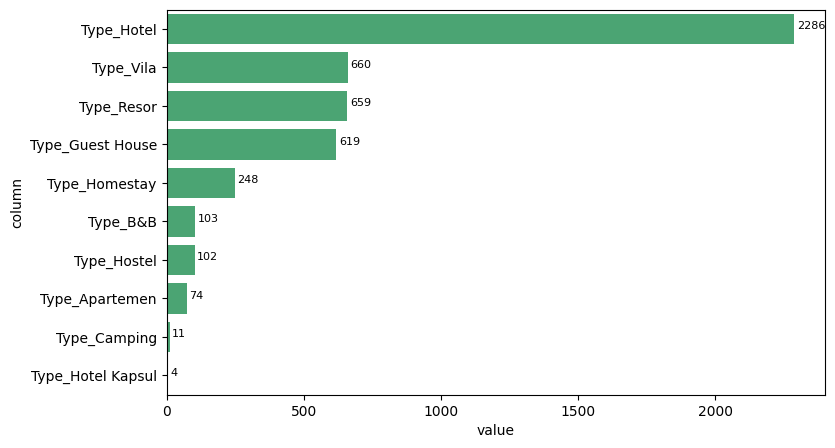 Type_Hotel
2286
Type_Vila
660
Type_Resor
659
Type_Guest House
619
Type_Homestay
248
Type_B&B
103
Type_Hostel
102
Type_Apartemen
74
Type_Camping
11
Type_Hotel Kapsul
4
column
0 500 1000 1500 2000
value